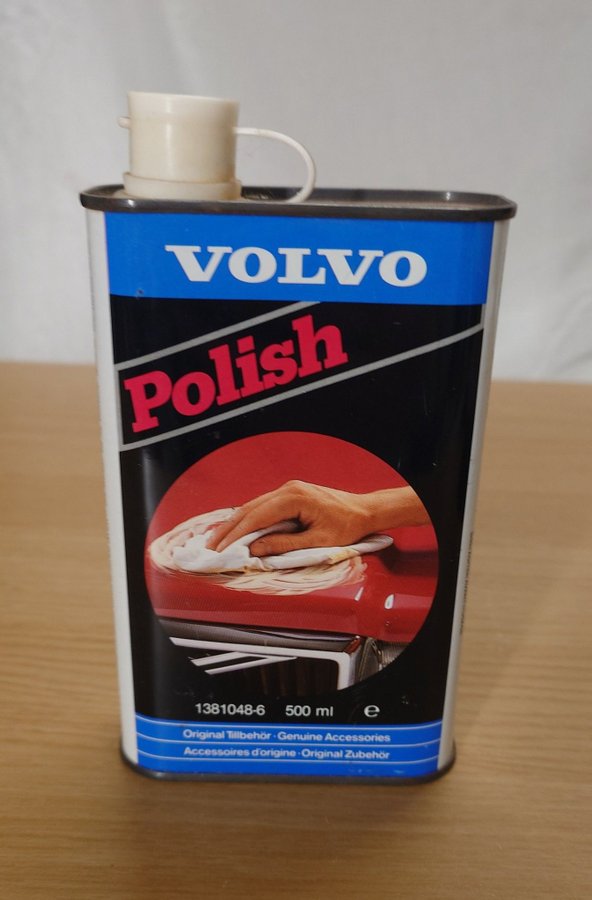 VOLVO
Polish
1381048-6 500 ml e
Original Tillbehör · Genuine Accessories
Accessoires d'origine · Original Zubehör